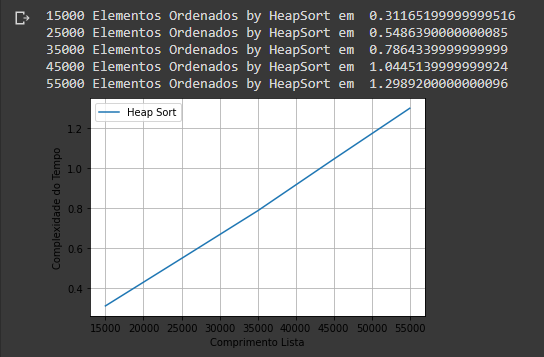 15000 Elementos Ordenados by HeapSort em  0.31165199999999516
25000 Elementos Ordenados by HeapSort em  0.5486390000000085
35000 Elementos Ordenados by HeapSort em  0.7864339999999999
45000 Elementos Ordenados by HeapSort em  1.0445139999999924
55000 Elementos Ordenados by HeapSort em  1.2989200000000096
Heap Sort
1.2
1.0
0.8
0.6
0.4
Complexidade do Tempo
15000 20000 25000 30000 35000 40000 45000 50000 55000
Comprimento Lista